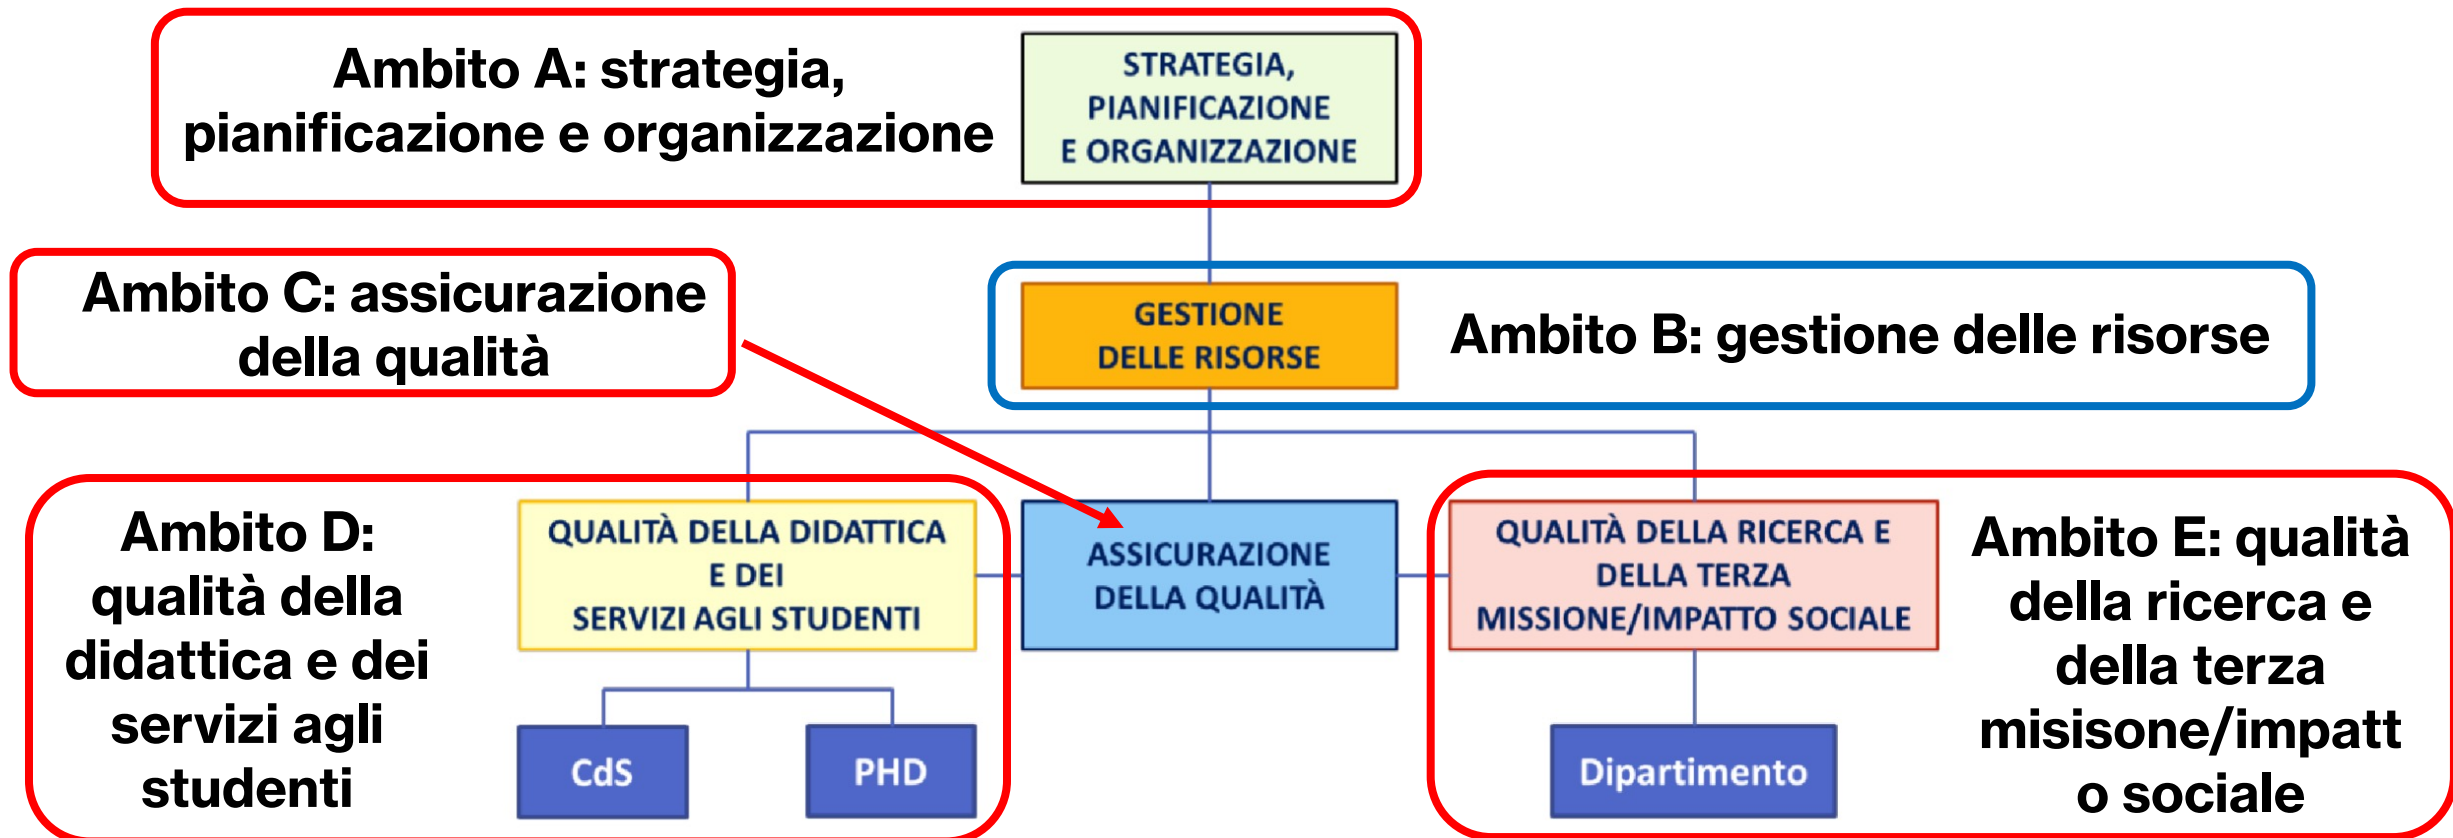 Ambito A: strategia,
pianificazione e organizzazione
STRATEGIA,
PIANIFICAZIONE
E ORGANIZZAZIONE
Ambito C: assicurazione
della qualità
GESTIONE
DELLE RISORSE
Ambito B: gestione delle risorse
Ambito D:
qualità della
didattica e dei
servizi agli
studenti
QUALITÀ DELLA DIDATTICA
E DEI
SERVIZI AGLI STUDENTI
ASSICURAZIONE
DELLA QUALITÀ
QUALITÀ DELLA RICERCA E
DELLA TERZA
MISSIONE/IMPATTO SOCIALE
Ambito E: qualità
della ricerca e
della terza
misisone/impatt
o sociale
CdS
PHD
Dipartimento